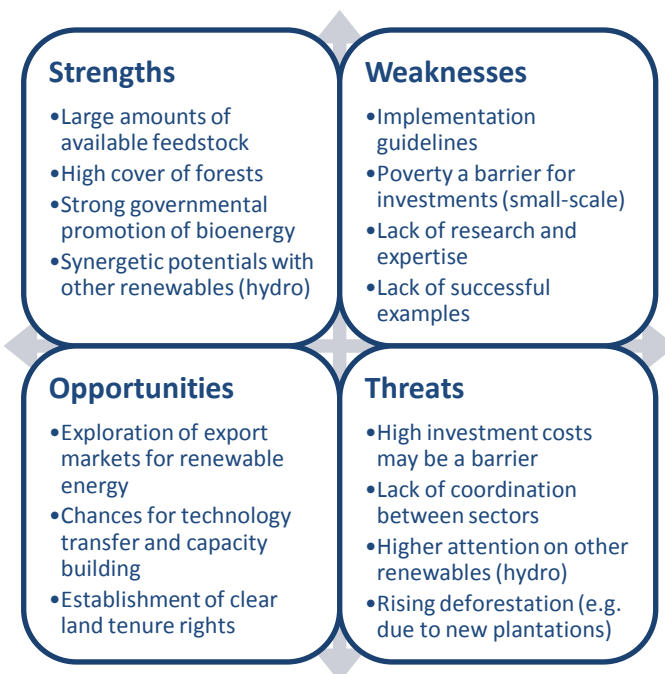 Strengths
•Large amounts of
available feedstock
•High cover of forests
•Strong governmental
promotion of bioenergy
•Synergetic potentials with
other renewables (hydro)
Weaknesses
•Implementation
guidelines
•Poverty a barrier for
investments (small-scale)
•Lack of research and
expertise
•Lack of successful
examples
Opportunities
•Exploration of export
markets for renewable
energy
•Chances for technology
transfer and capacity
building
•Establishment of clear
land tenure rights
Threats
•High investment costs
may be a barrier
•Lack of coordination
between sectors
•Higher attention on other
renewables (hydro)
•Rising deforestation (e.g.
due to new plantations)